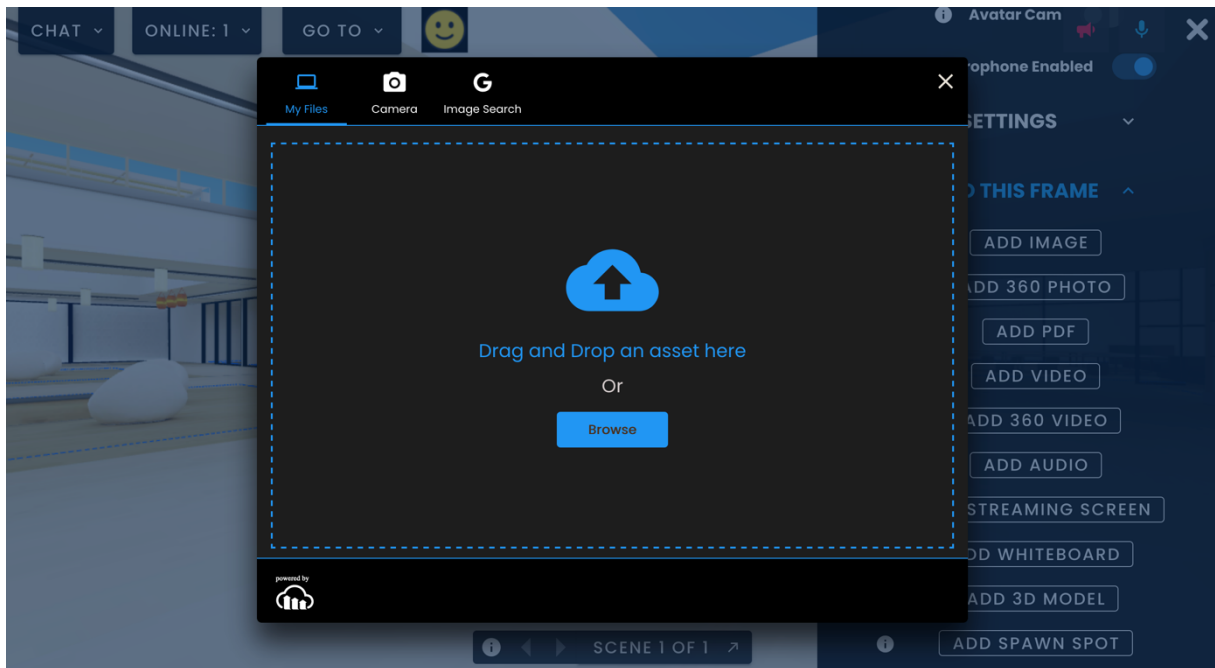 CHAT
ONLINE: 1
GO TO
Avatar Cam
rophone Enabled
SETTINGS
THIS FRAME
ADD IMAGE
ADD 360 PHOTO
ADD PDF
ADD VIDEO
ADD 360 VIDEO
ADD AUDIO
STREAMING SCREEN
DD WHITEBOARD
ADD 3D MODEL
ADD SPAWN SPOT
My Files
Camera
G
Image Search
Drag and Drop an asset here
Or
Browse
powered by
SCENE 1 OF 1